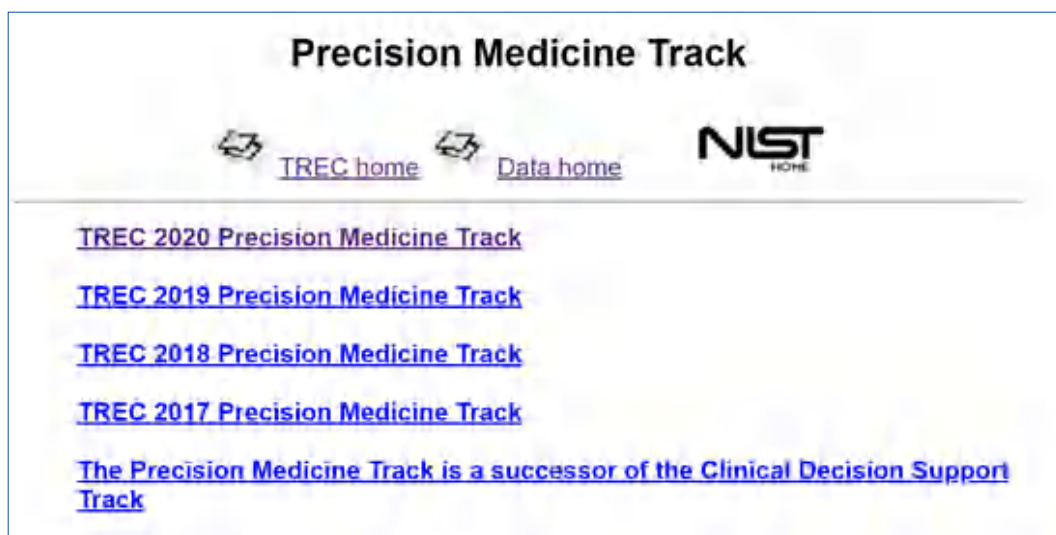 Precision Medicine Track
TREC home Data home NIST
HOME
TREC 2020 Precision Medicine Track
TREC 2019 Precision Medicine Track
TREC 2018 Precision Medicine Track
TREC 2017 Precision Medicine Track
The Precision Medicine Track is a successor of the Clinical Decision Support
Track